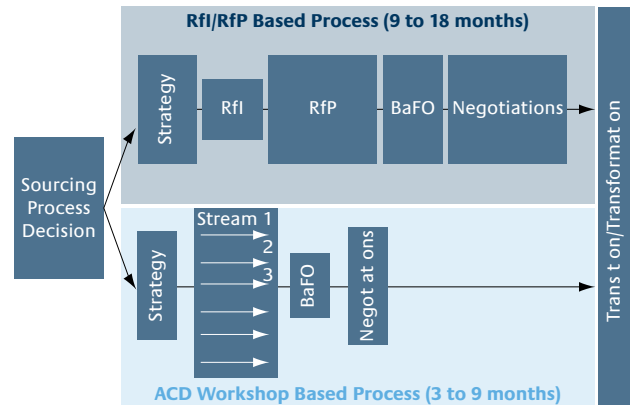 RfI/RfP Based Process (9 to 18 months)
Strategy
RfI
RfP
BaFO
Negotiations
Sourcing
Process
Decision
Stream 1
2
3
Strategy
BaFO
Negot at ons
ACD Workshop Based Process (3 to 9 months)
Trans t on/Transformat on